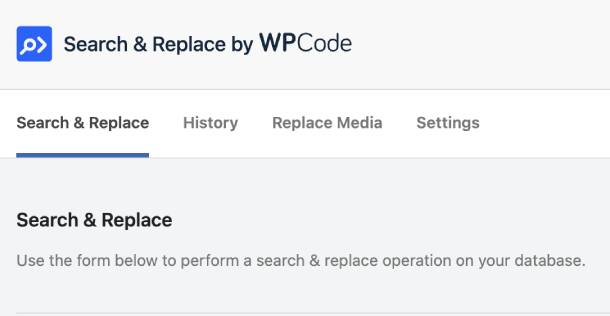 Search & Replace by WPCode
Search & Replace History Replace Media Settings
Search & Replace
Use the form below to perform a search & replace operation on your database.